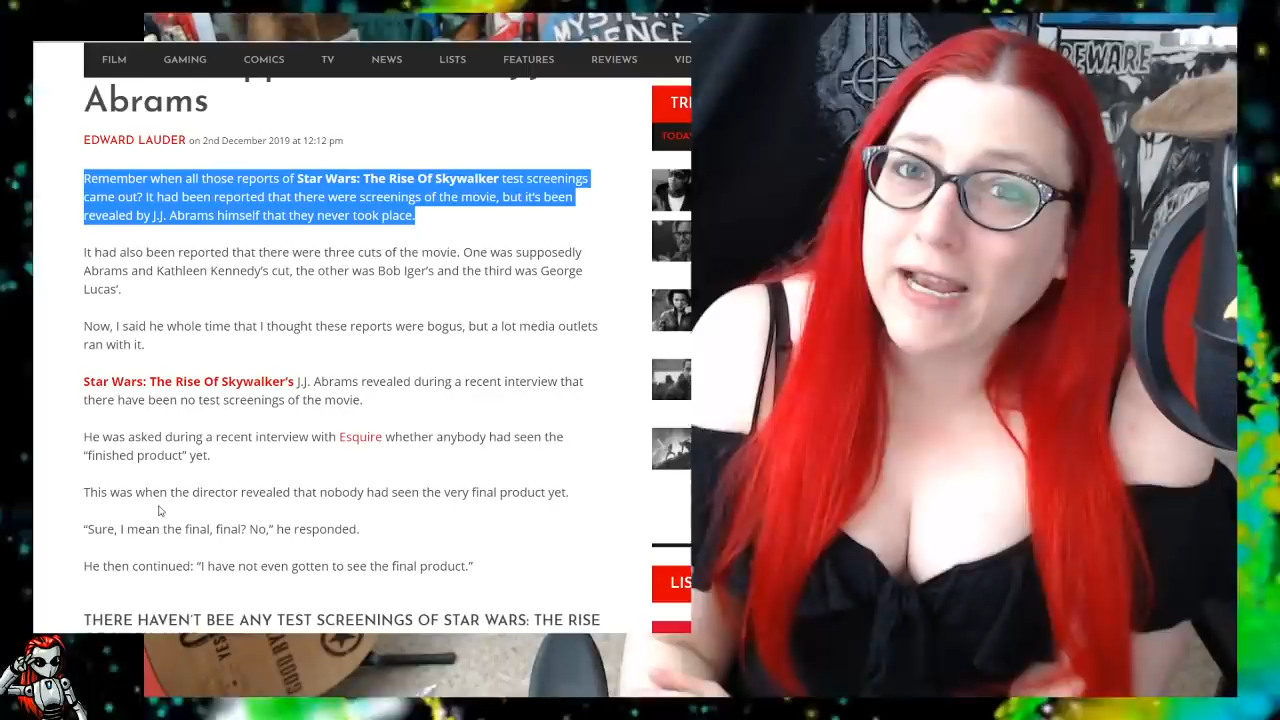 MYSTERY
SCIENCE
BEWARE
FILM GAMING COMICS TV NEWS LISTS FEATURES REVIEWS
Abrams
EDWARD LAUDER on 2nd December 2019 at 12:12 pm
Remember when all those reports of Star Wars: The Rise Of Skywalker test screenings
came out? It had been reported that there were screenings of the movie, but it's been
revealed by J.J. Abrams himself that they never took place.
It had also been reported that there were three cuts of the movie. One was supposedly
Abrams and Kathleen Kennedy's cut, the other was Bob Iger's and the third was George
Lucas'.
Now, I said he whole time that I thought these reports were bogus, but a lot media outlets
ran with it.
Star Wars: The Rise Of Skywalker's J.J. Abrams revealed during a recent interview that
there have been no test screenings of the movie.
He was asked during a recent interview with Esquire whether anybody had seen the
“finished product” yet.
This was when the director revealed that nobody had seen the very final product yet.
“Sure, I mean the final, final? No,” he responded.
He then continued: “I have not even gotten to see the final product.”
THERE HAVEN'T BEE ANY TEST SCREENINGS OF STAR WARS: THE RISE
TODAY
YES
GOOD